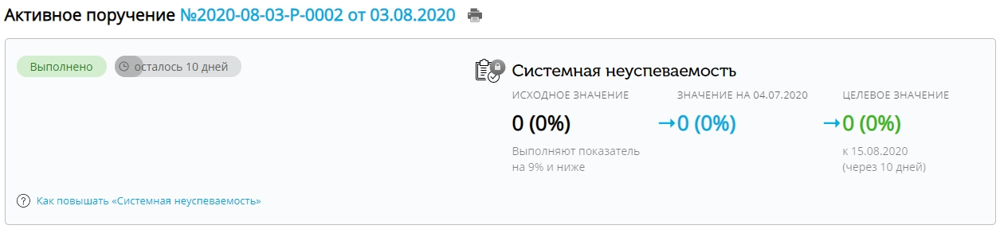 Активное поручение №2020-08-03-Р-0002 от 03.08.2020
Выполнено
осталось 10 дней
Системная неуспеваемость
ИСХОДНОЕ ЗНАЧЕНИЕ
ЗНАЧЕНИЕ НА 04.07.2020
ЦЕЛЕВОЕ ЗНАЧЕНИЕ
0 (0%)
→0 (0%)
→0 (0%)
Выполняют показатель
на 9% и ниже
к 15.08.2020
(через 10 дней)
? Как повышать «Системная неуспеваемость»